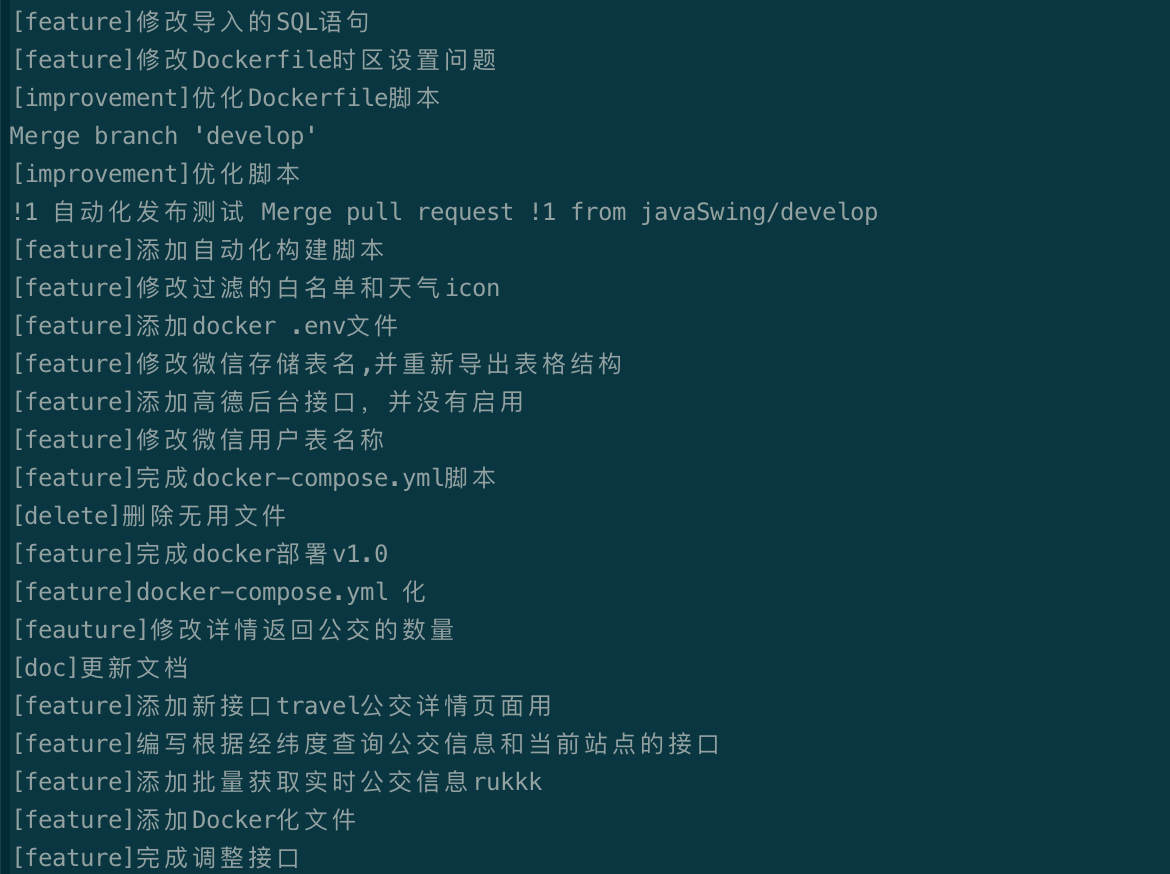 [feature]修改导入的SQL语句
[feature]修改Dockerfile时区设置问题
[improvement]优化Dockerfile脚本
Merge branch 'develop'
[improvement]优化脚本
!1 自动化发布测试 Merge pull request !1 from javaSwing/develop
[feature]添加自动化构建脚本
[feature]修改过滤的白名单和天气icon
[feature]添加docker .env文件
[feature]修改微信存储表名,并重新导出表格结构
[feature]添加高德后台接口，并没有启用
[feature]修改微信用户表名称
[feature]完成docker-compose.yml脚本
[delete]删除无用文件
[feature]完成docker部署v1.0
[feature]docker-compose.yml 化
[feauture]修改详情返回公交的数量
[doc]更新文档
[feature]添加新接口travel公交详情页面用
[feature]编写根据经纬度查询公交信息和当前站点的接口
[feature]添加批量获取实时公交信息rukkk
[feature]添加Docker化文件
[feature]完成调整接口